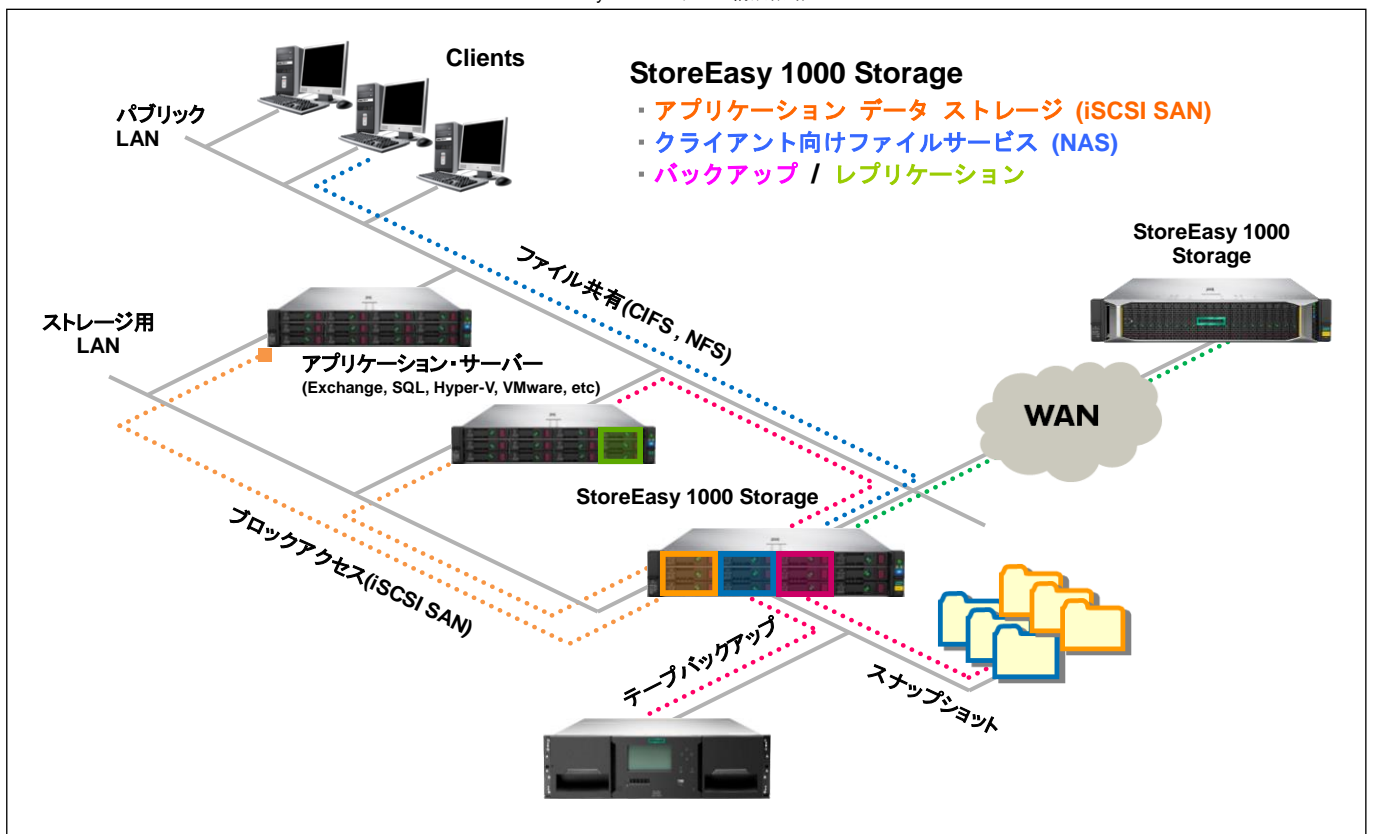 Clients
StoreEasy 1000 Storage
▪ アプリケーション データ ストレージ (iSCSI SAN)
▪ クライアント向けファイルサービス (NAS)
▪ バックアップ / レプリケーション
パブリック
LAN
StoreEasy 1000
Storage
ファイル共有(CIFS , NFS)
ストレージ用
LAN
アプリケーション・サーバー
(Exchange, SQL, Hyper-V, VMware, etc)
WAN
StoreEasy 1000 Storage
ブロックアクセス(iSCSI SAN)
テープバックアップ
スナップショット